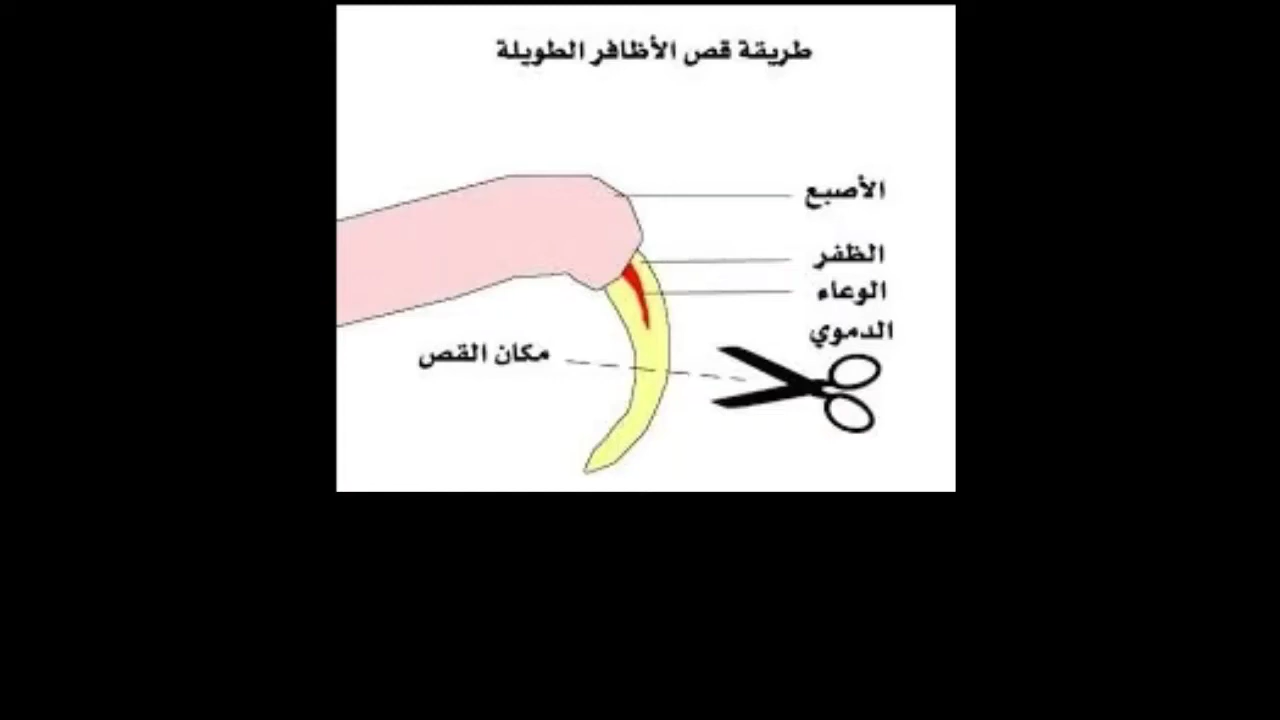 طريقة قص الأظافر الطويلة
الأصبع
الظفر
الوعاء
الدموي
مكان القص